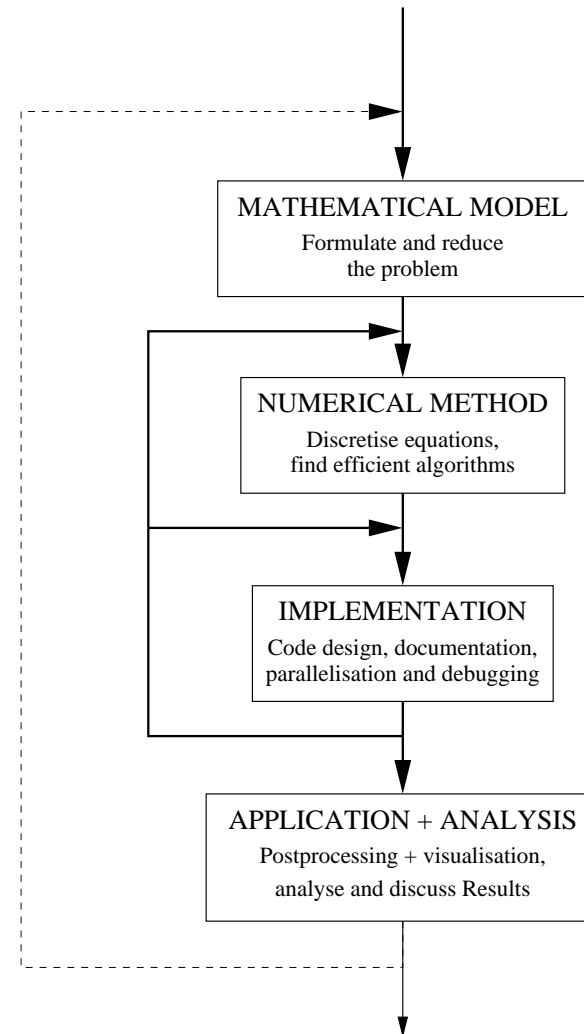 MATHEMATICAL MODEL
Formulate and reduce
the problem
NUMERICAL METHOD
Discretise equations,
find efficient algorithms
IMPLEMENTATION
Code design, documentation,
parallelisation and debugging
APPLICATION + ANALYSIS
Postprocessing + visualisation,
analyse and discuss Results